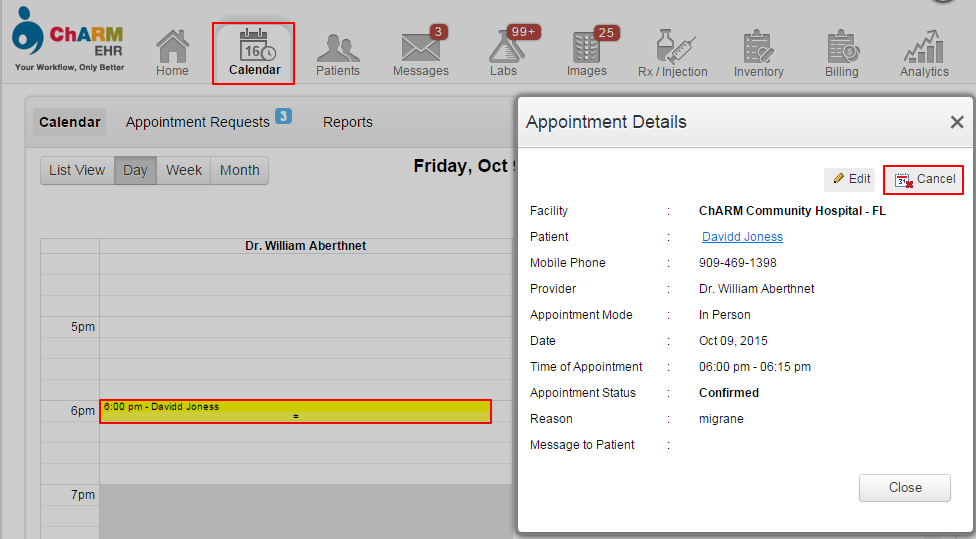 ChARM
EHR
Your Workflow, Only Better
Home
16
Calendar
Patients
3
Messages
99+
Labs
25
Images
Rx / Injection
Inventory
Billing
Analytics
Calendar
Appointment Requests 3
Reports
List View Day Week Month
Friday, Oct
Dr. William Aberthnet
5pm
6pm
6:00 pm - Davidd Joness
7pm
Appointment Details
Edit
Cancel
Facility : ChARM Community Hospital - FL
Patient : Davidd Joness
Mobile Phone : 909-469-1398
Provider : Dr. William Aberthnet
Appointment Mode : In Person
Date : Oct 09, 2015
Time of Appointment : 06:00 pm - 06:15 pm
Appointment Status : Confirmed
Reason : migrane
Message to Patient :
Close